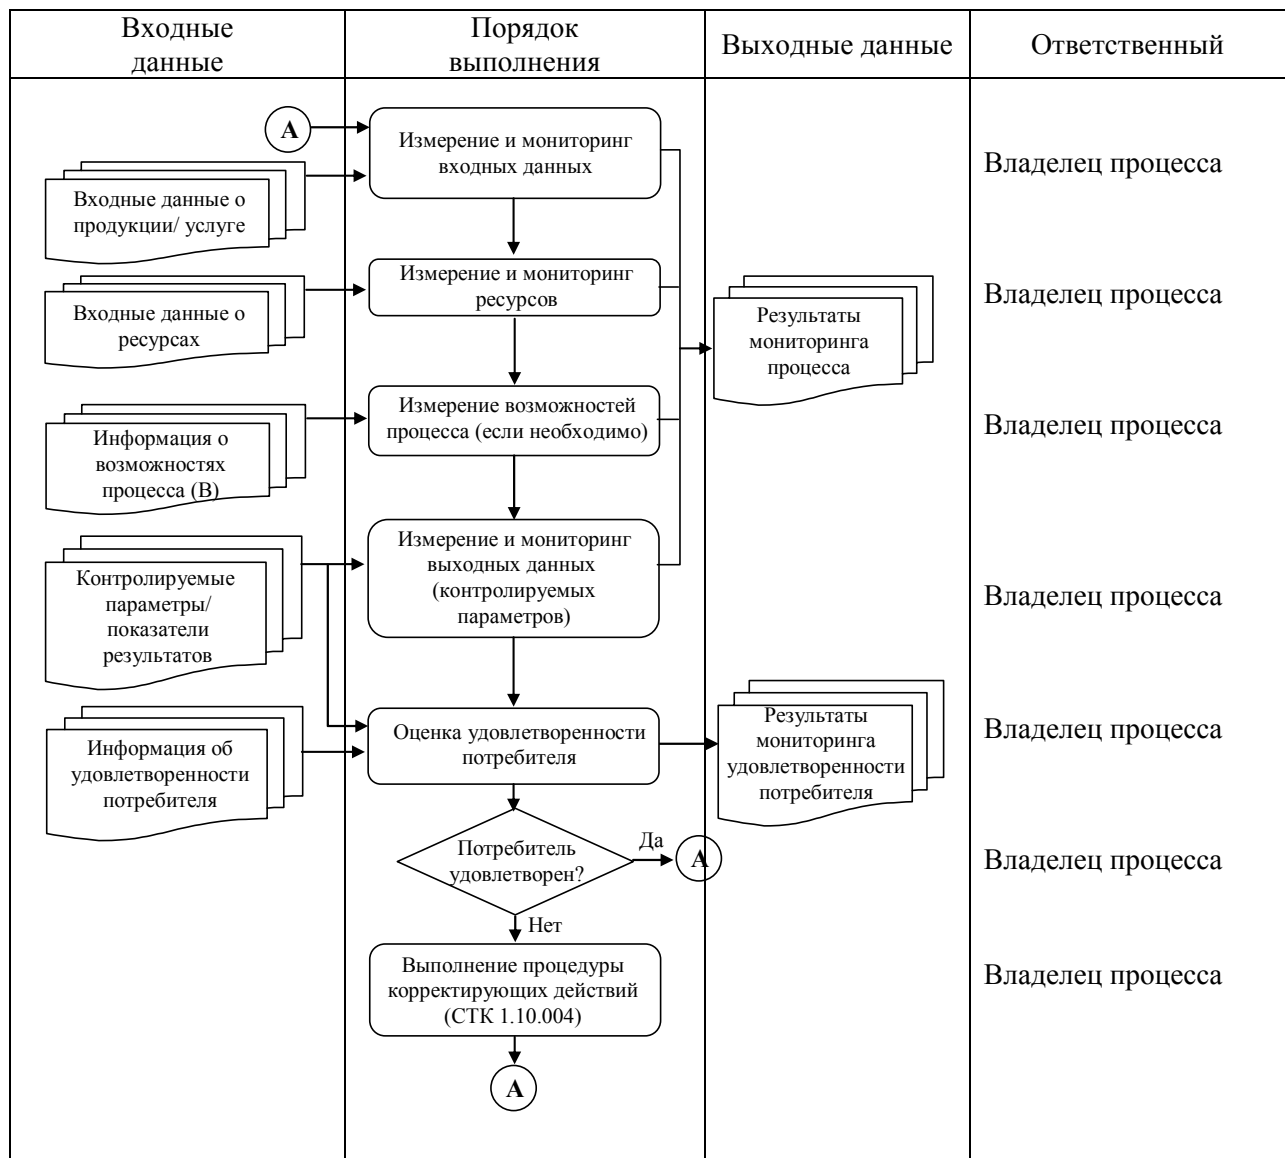 Входные
данные
Порядок
выполнения
Выходные данные
Ответственный
А
Измерение и мониторинг
входных данных
Владелец процесса
Входные данные о
продукции/ услуге
Измерение и мониторинг
ресурсов
Владелец процесса
Входные данные о
ресурсах
Результаты
мониторинга
процесса
Измерение возможностей
процесса (если необходимо)
Владелец процесса
Информация о
возможностях
процесса (В)
Измерение и мониторинг
выходных данных
(контролируемых
параметров)
Владелец процесса
Контролируемые
параметры/
показатели
результатов
Оценка удовлетворенности
потребителя
Результаты
мониторинга
удовлетворенности
потребителя
Владелец процесса
Информация об
удовлетворенности
потребителя
Потребитель
удовлетворен?
Да
А
Владелец процесса
Нет
Выполнение процедуры
корректирующих действий
(СТК 1.10.004)
Владелец процесса
А